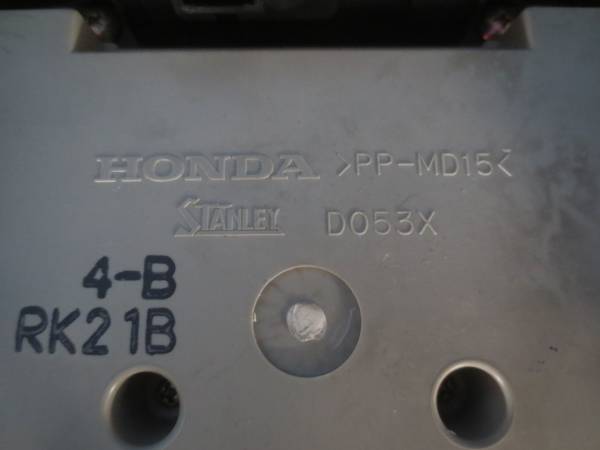 HONDA >PP-MD15<
STANLEY D053X
4-B
RK21B